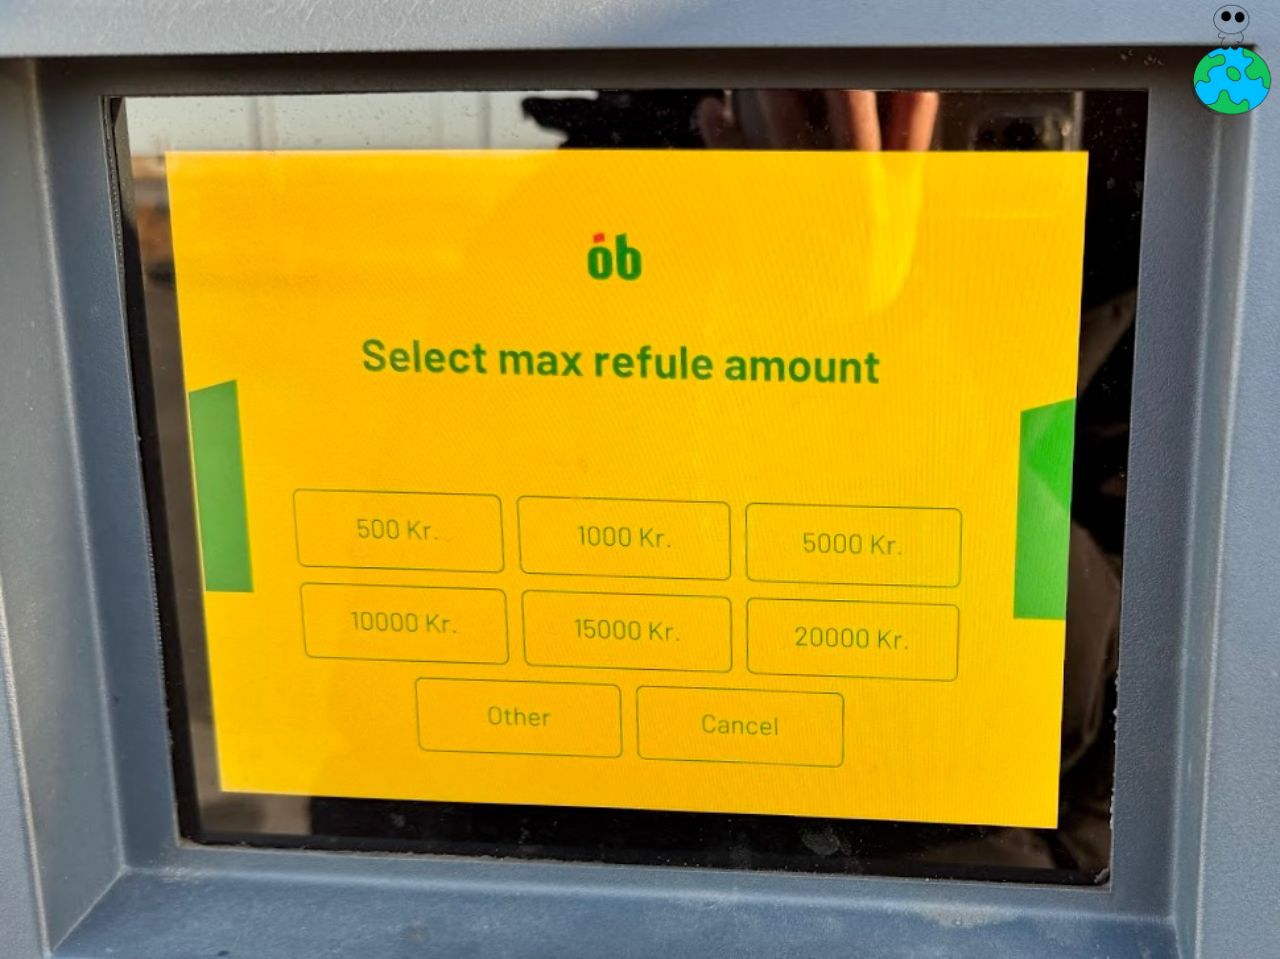 ób
Select max refule amount
500 Kr.
1000 Kr.
5000 Kr.
10000 Kr.
15000 Kr.
20000 Kr.
Other
Cancel